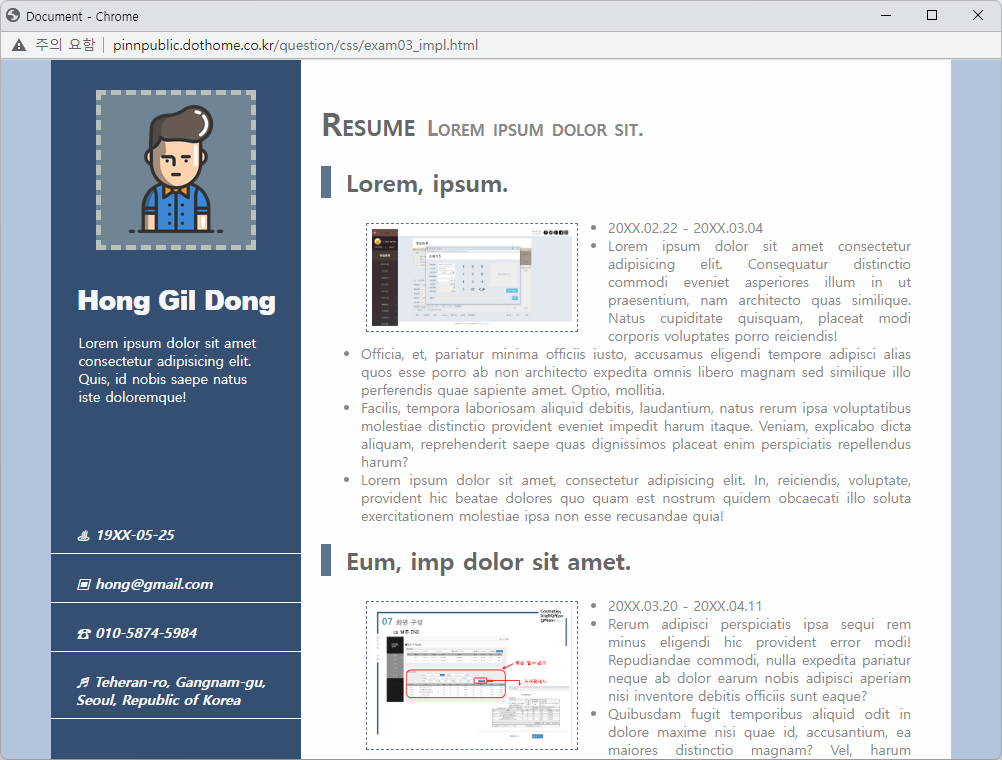 Document - Chrome
주의 요함 | pinnpublic.dothome.co.kr/question/css/exam03_impl.html
Hong Gil Dong
Lorem ipsum dolor sit amet
consectetur adipisicing elit.
Quis, id nobis saepe natus
iste doloremque!
♨ 19XX-05-25
▣ hong@gmail.com
☎ 010-5874-5984
♬ Teheran-ro, Gangnam-gu,
Seoul, Republic of Korea
Resume Lorem ipsum dolor sit.
Lorem, ipsum.
• 20XX.02.22 - 20XX.03.04
• Lorem ipsum dolor sit amet consectetur
adipisicing elit. Consequatur distinctio
commodi eveniet asperiores illum in ut
praesentium, nam architecto quas similique.
Natus cupiditate quisquam, placeat modi
corporis voluptates porro reiciendis!
• Officia, et, pariatur minima officiis iusto, accusamus eligendi tempore adipisci alias
quos esse porro ab non architecto expedita omnis libero magnam sed similique illo
perferendis quae sapiente amet. Optio, mollitia.
• Facilis, tempora laboriosam aliquid debitis, laudantium, natus rerum ipsa voluptatibus
molestiae distinctio provident eveniet impedit harum itaque. Veniam, explicabo dicta
aliquam, reprehenderit saepe quas dignissimos placeat enim perspiciatis repellendus
harum?
• Lorem ipsum dolor sit amet, consectetur adipisicing elit. In, reiciendis, voluptate,
provident hic beatae dolores quo quam est nostrum quidem obcaecati illo soluta
exercitationem molestiae ipsa non esse recusandae quia!
Eum, imp dolor sit amet.
07 화면 구성
• 20XX.03.20 - 20XX.04.11
• Rerum adipisci perspiciatis ipsa sequi rem
minus eligendi hic provident error modi!
Repudiandae commodi, nulla expedita pariatur
neque ab dolor earum nobis adipisci aperiam
nisi inventore debitis officiis sunt eaque?
• Quibusdam fugit temporibus aliquid odit in
dolore maxime nisi quae id, accusantium, ea
maiores distinctio magnam? Vel, harum